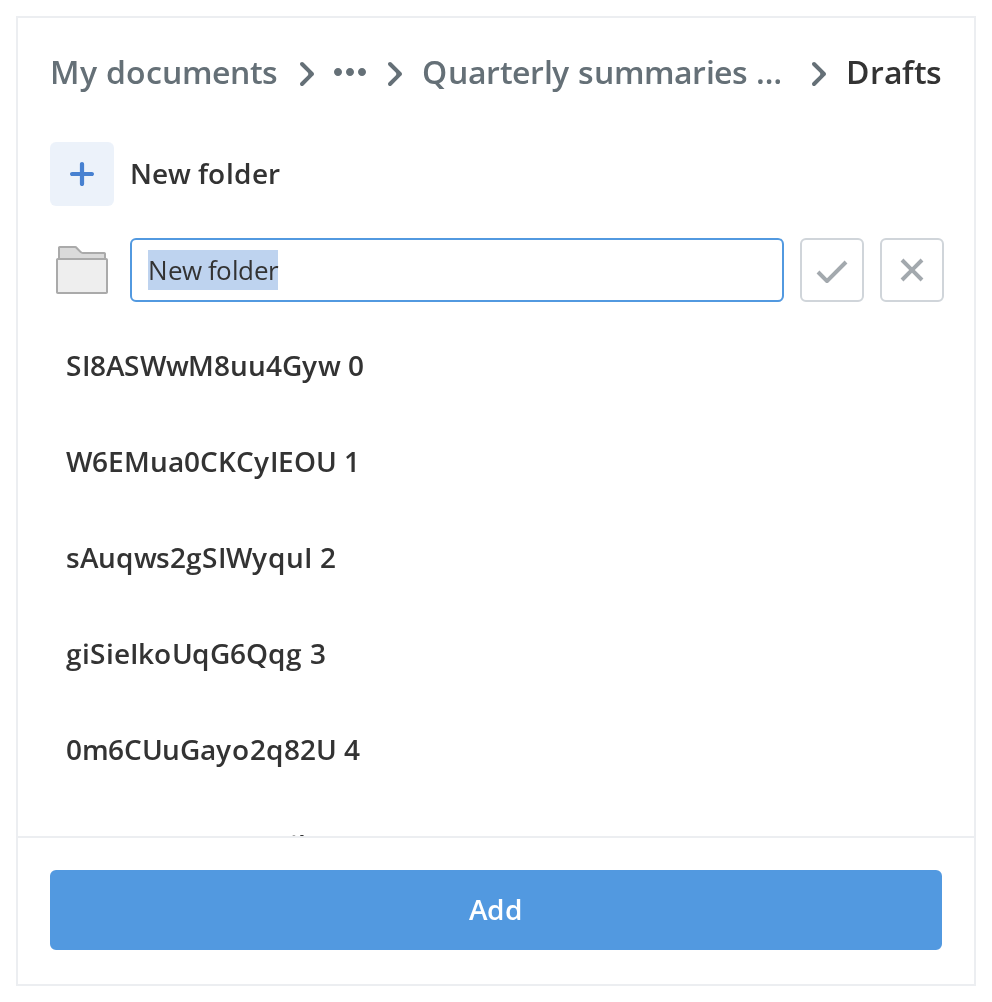 My documents ••• Quarterly summaries ... Drafts
New folder
New folder
SI8ASWwM8uu4Gyw 0
W6EMua0CKCyIEOU 1
sAuqws2gSIWyquI 2
giSieIkoUqG6Qqg 3
0m6CUuGayo2q82U 4
Add